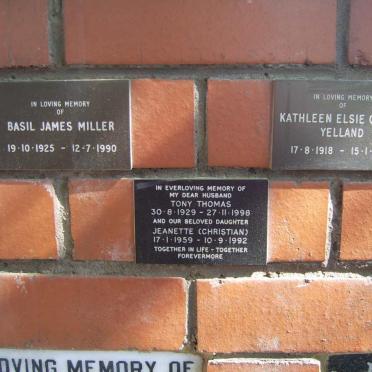 IN LOVING MEMORY
OF
BASIL JAMES MILLER
19·10·1925 - 12·7·1990
IN LOVING MEMORY
OF
KATHLEEN ELSIE
YELLAND
17·8·1918 - 15·1·
IN EVERLOVING MEMORY OF
MY DEAR HUSBAND
TONY THOMAS
30·8·1929 - 27·11·1998
AND OUR BELOVED DAUGHTER
JEANETTE (CHRISTIAN)
17·1·1959 - 10·9·1992
TOGETHER IN LIFE - TOGETHER
FOREVERMORE
LOVING MEMORY OF